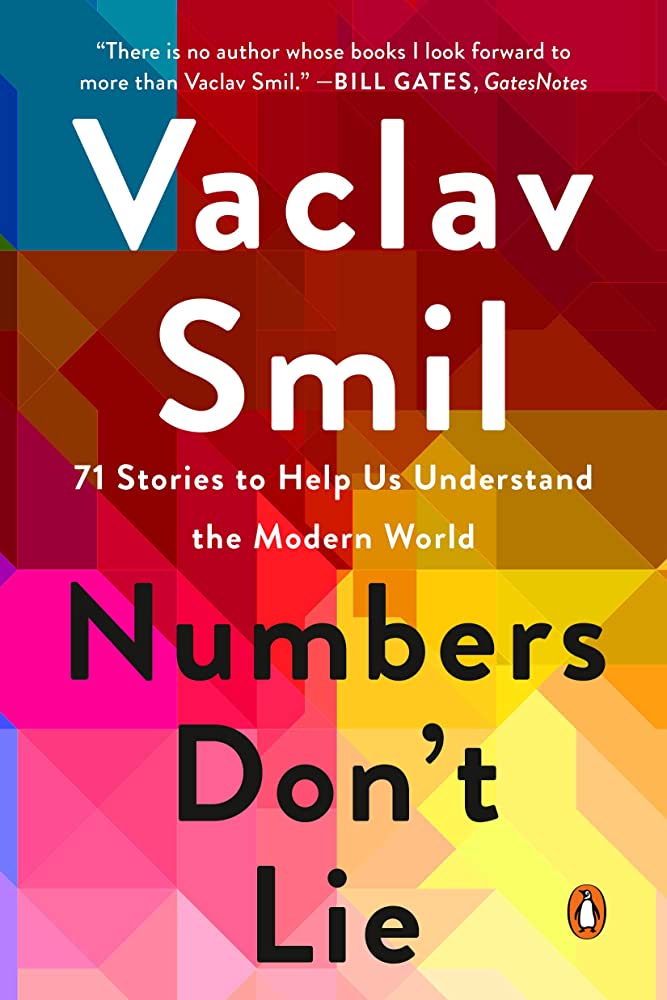 “There is no author whose books I look forward to
more than Vaclav Smil.” —BILL GATES, GatesNotes
Vaclav
Smil
71 Stories to Help Us Understand
the Modern World
Numbers
Don’t
Lie